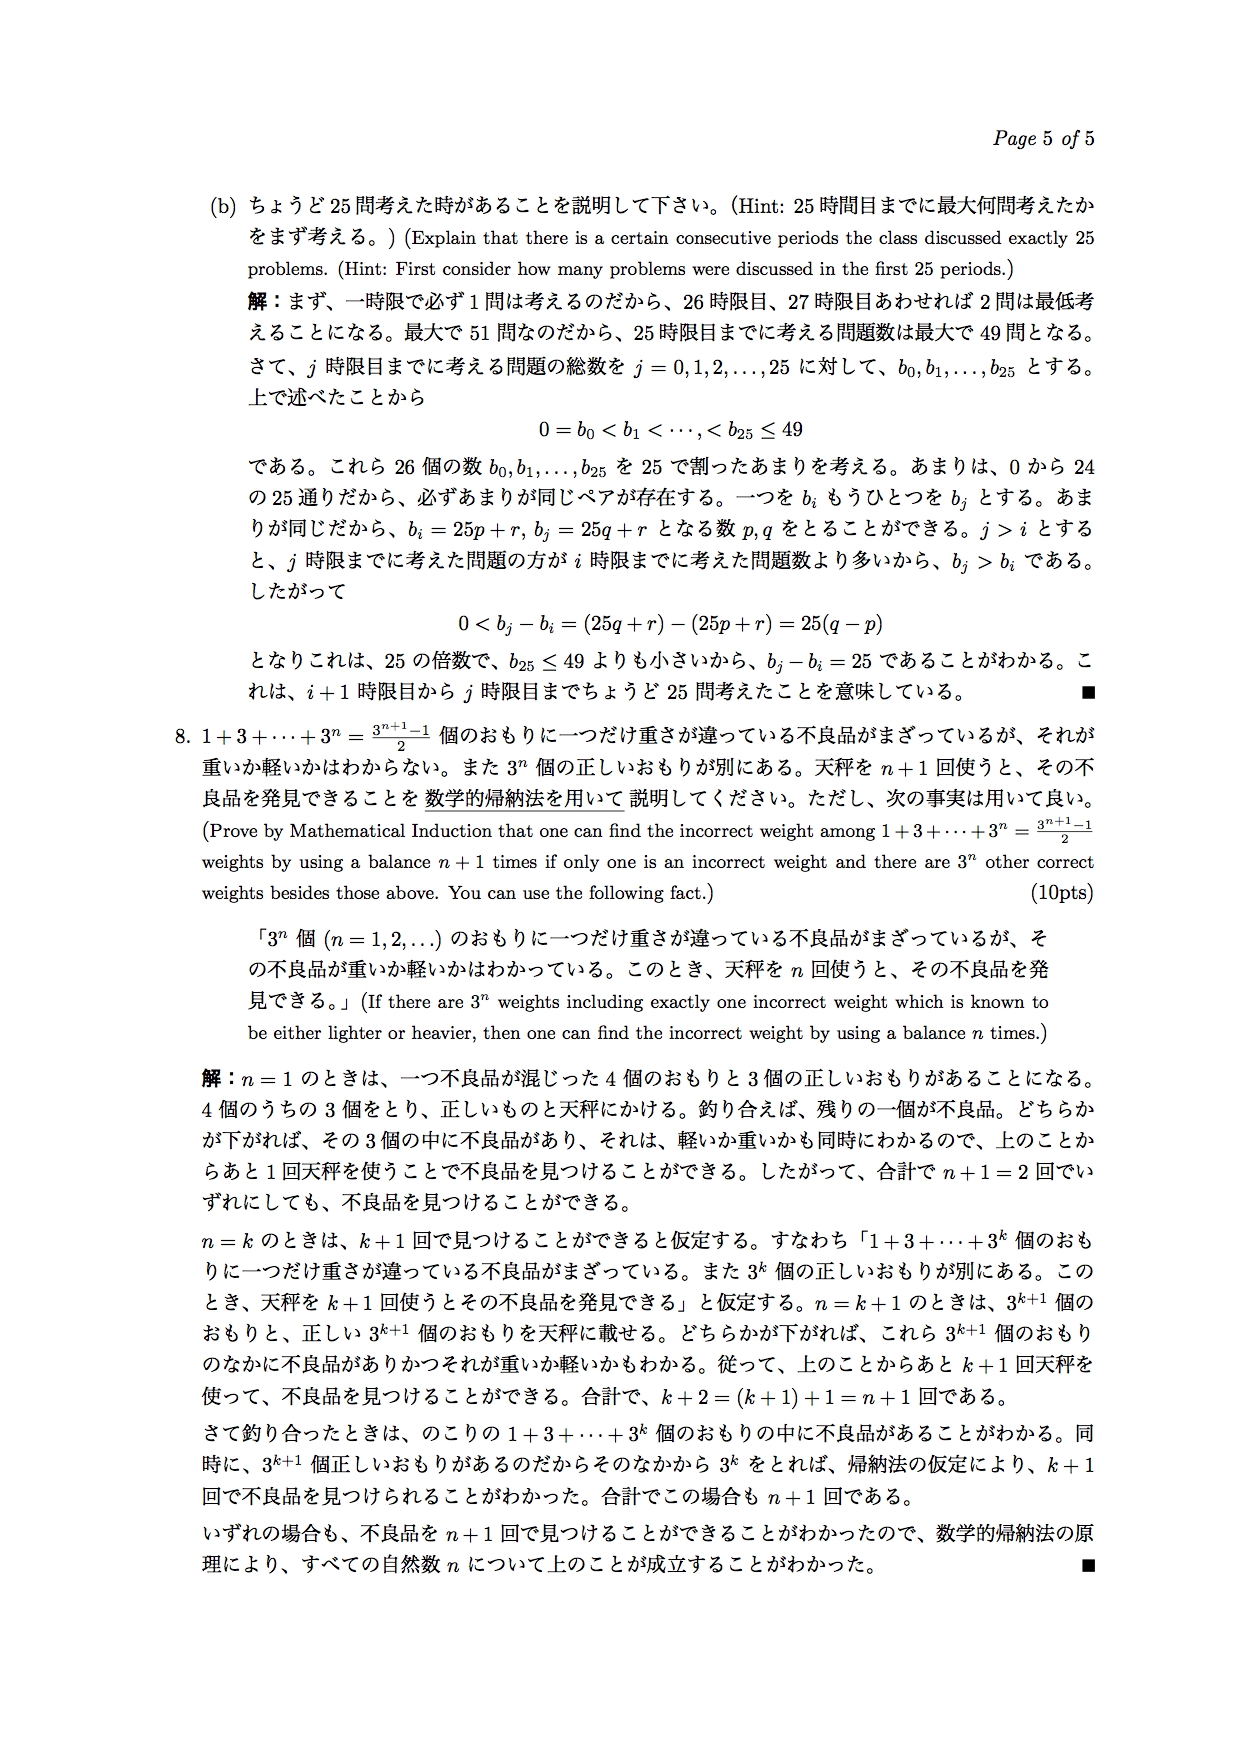 Page 5 of 5
(b) ちょうど 25 問考えた時があることを説明して下さい。(Hint: 25 時間目までに最大何問考えたか
をまず考える。) (Explain that there is a certain consecutive periods the class discussed exactly 25
problems. (Hint: First consider how many problems were discussed in the first 25 periods.)
解：まず、一時限で必ず 1 問は考えるのだから、26 時限目、27 時限目あわせれば 2 問は最低考
えることになる。最大で 51 問なのだから、25 時限目までに考える問題数は最大で 49 問となる。
さて、j 時限目までに考える問題の総数を j = 0, 1, 2, . . . , 25 に対して、b₀, b₁, . . . , b₂₅ とする。
上で述べたことから
0 = b₀ < b₁ < · · · , < b₂₅ ≤ 49
である。これら 26 個の数 b₀, b₁, . . . , b₂₅ を 25 で割ったあまりを考える。あまりは、0 から 24
の 25 通りだから、必ずあまりが同じペアが存在する。一つを bᵢ もうひとつを bⱼ とする。あま
りが同じだから、bᵢ = 25p + r, bⱼ = 25q + r となる数 p, q をとることができる。j > i とする
と、j 時限までに考えた問題の方が i 時限までに考えた問題数より多いから、bⱼ > bᵢ である。
したがって
0 < bⱼ − bᵢ = (25q + r) − (25p + r) = 25(q − p)
となりこれは、25 の倍数で、b₂₅ ≤ 49 よりも小さいから、bⱼ − bᵢ = 25 であることがわかる。こ
れは、i + 1 時限目から j 時限目までちょうど 25 問考えたことを意味している。 ■
8. 1 + 3 + · · · + 3ⁿ = (3ⁿ⁺¹−1)/2 個のおもりに一つだけ重さが違っている不良品がまざっているが、それが
重いか軽いかはわからない。また 3ⁿ 個の正しいおもりが別にある。天秤を n + 1 回使うと、その不
良品を発見できることを 数学的帰納法を用いて 説明してください。ただし、次の事実は用いて良い。
(Prove by Mathematical Induction that one can find the incorrect weight among 1 + 3 + · · · + 3ⁿ = (3ⁿ⁺¹−1)/2
weights by using a balance n + 1 times if only one is an incorrect weight and there are 3ⁿ other correct
weights besides those above. You can use the following fact.) (10pts)
「3ⁿ 個 (n = 1, 2, . . .) のおもりに一つだけ重さが違っている不良品がまざっているが、そ
の不良品が重いか軽いかはわかっている。このとき、天秤を n 回使うと、その不良品を発
見できる。」(If there are 3ⁿ weights including exactly one incorrect weight which is known to
be either lighter or heavier, then one can find the incorrect weight by using a balance n times.)
解：n = 1 のときは、一つ不良品が混じった 4 個のおもりと 3 個の正しいおもりがあることになる。
4 個のうちの 3 個をとり、正しいものと天秤にかける。釣り合えば、残りの一個が不良品。どちらか
が下がれば、その 3 個の中に不良品があり、それは、軽いか重いかも同時にわかるので、上のことか
らあと 1 回天秤を使うことで不良品を見つけることができる。したがって、合計で n + 1 = 2 回でい
ずれにしても、不良品を見つけることができる。
n = k のときは、k + 1 回で見つけることができると仮定する。すなわち「1 + 3 + · · · + 3ᵏ 個のおも
りに一つだけ重さが違っている不良品がまざっている。また 3ᵏ 個の正しいおもりが別にある。この
とき、天秤を k + 1 回使うとその不良品を発見できる」と仮定する。n = k + 1 のときは、3ᵏ⁺¹ 個の
おもりと、正しい 3ᵏ⁺¹ 個のおもりを天秤に載せる。どちらかが下がれば、これら 3ᵏ⁺¹ 個のおもり
のなかに不良品がありかつそれが重いか軽いかもわかる。従って、上のことからあと k + 1 回天秤を
使って、不良品を見つけることができる。合計で、k + 2 = (k + 1) + 1 = n + 1 回である。
さて釣り合ったときは、のこりの 1 + 3 + · · · + 3ᵏ 個のおもりの中に不良品があることがわかる。同
時に、3ᵏ⁺¹ 個正しいおもりがあるのだからそのなかから 3ᵏ をとれば、帰納法の仮定により、k + 1
回で不良品を見つけられることがわかった。合計でこの場合も n + 1 回である。
いずれの場合も、不良品を n + 1 回で見つけることができることがわかったので、数学的帰納法の原
理により、すべての自然数 n について上のことが成立することがわかった。 ■